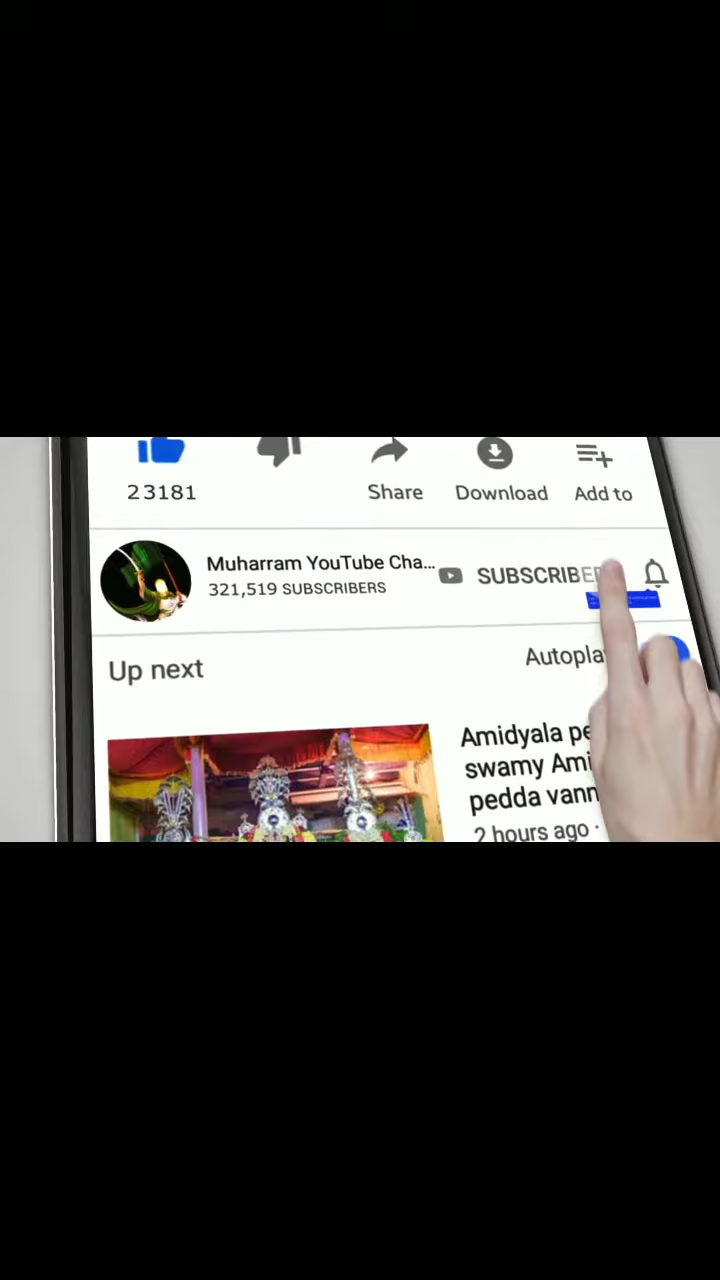 23181
Share
Download
Add to
Muharram YouTube Cha...
321,519 SUBSCRIBERS
Up next
Amidyala
swamy
pedda
2 hours ago ·